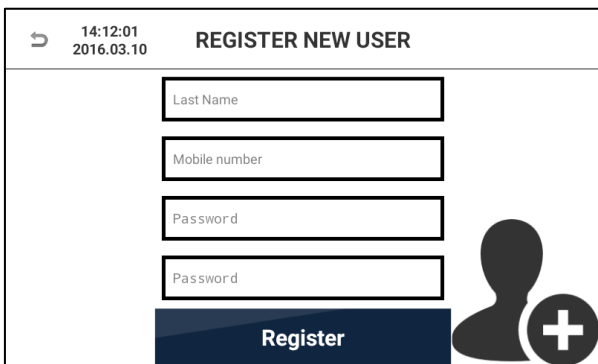 14:12:01
2016.03.10
REGISTER NEW USER
Last Name
Mobile number
Password
Password
Register